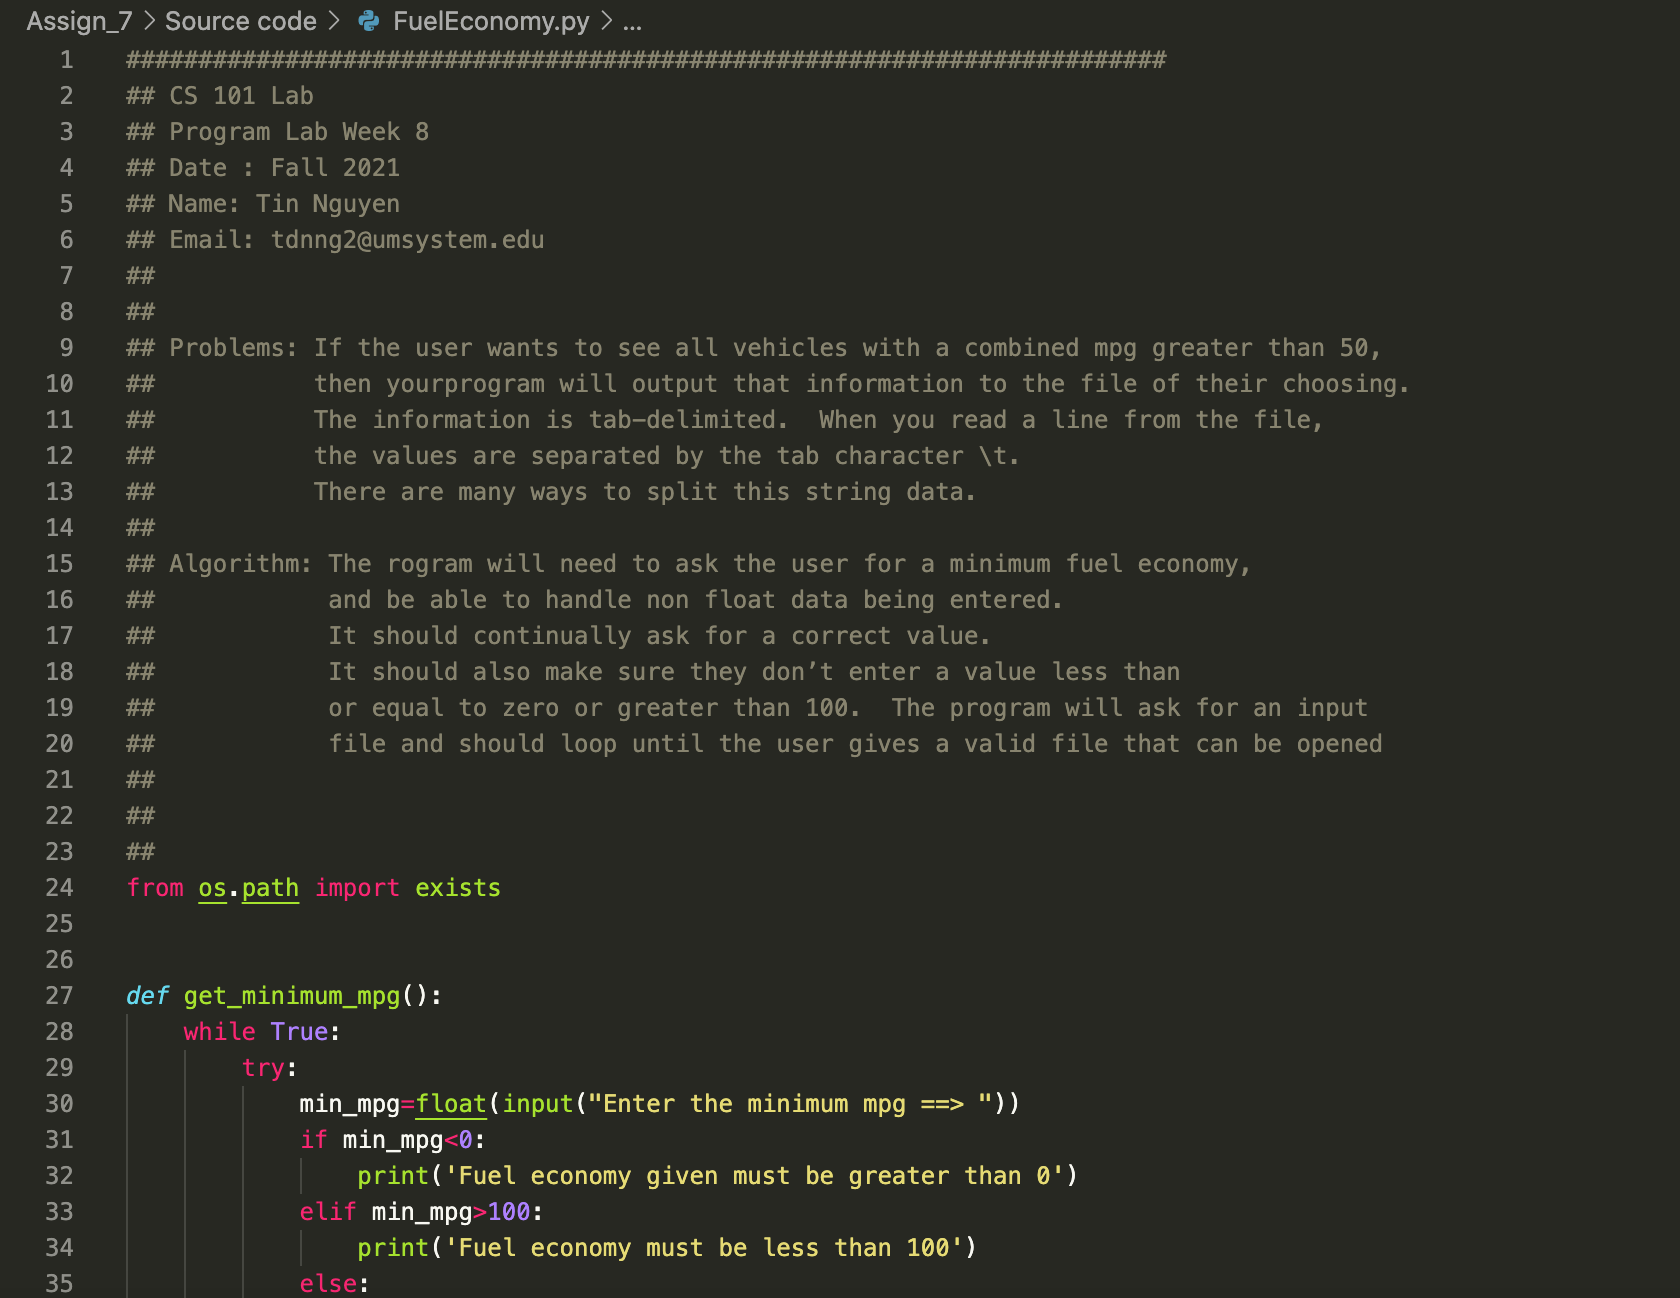 Assign_7 > Source code > FuelEconomy.py > ...
1 ########################################################################
2 ## CS 101 Lab
3 ## Program Lab Week 8
4 ## Date : Fall 2021
5 ## Name: Tin Nguyen
6 ## Email: tdnng2@umsystem.edu
7 ##
8 ##
9 ## Problems: If the user wants to see all vehicles with a combined mpg greater than 50,
10 ##           then yourprogram will output that information to the file of their choosing.
11 ##           The information is tab-delimited.  When you read a line from the file,
12 ##           the values are separated by the tab character \t.
13 ##           There are many ways to split this string data.
14 ##
15 ## Algorithm: The rogram will need to ask the user for a minimum fuel economy,
16 ##            and be able to handle non float data being entered.
17 ##            It should continually ask for a correct value.
18 ##            It should also make sure they don’t enter a value less than
19 ##            or equal to zero or greater than 100.  The program will ask for an input
20 ##            file and should loop until the user gives a valid file that can be opened
21 ##
22 ##
23 ##
24 from os.path import exists
25
26
27 def get_minimum_mpg():
28     while True:
29         try:
30             min_mpg=float(input("Enter the minimum mpg ==> "))
31             if min_mpg<0:
32                 print('Fuel economy given must be greater than 0')
33             elif min_mpg>100:
34                 print('Fuel economy must be less than 100')
35             else: